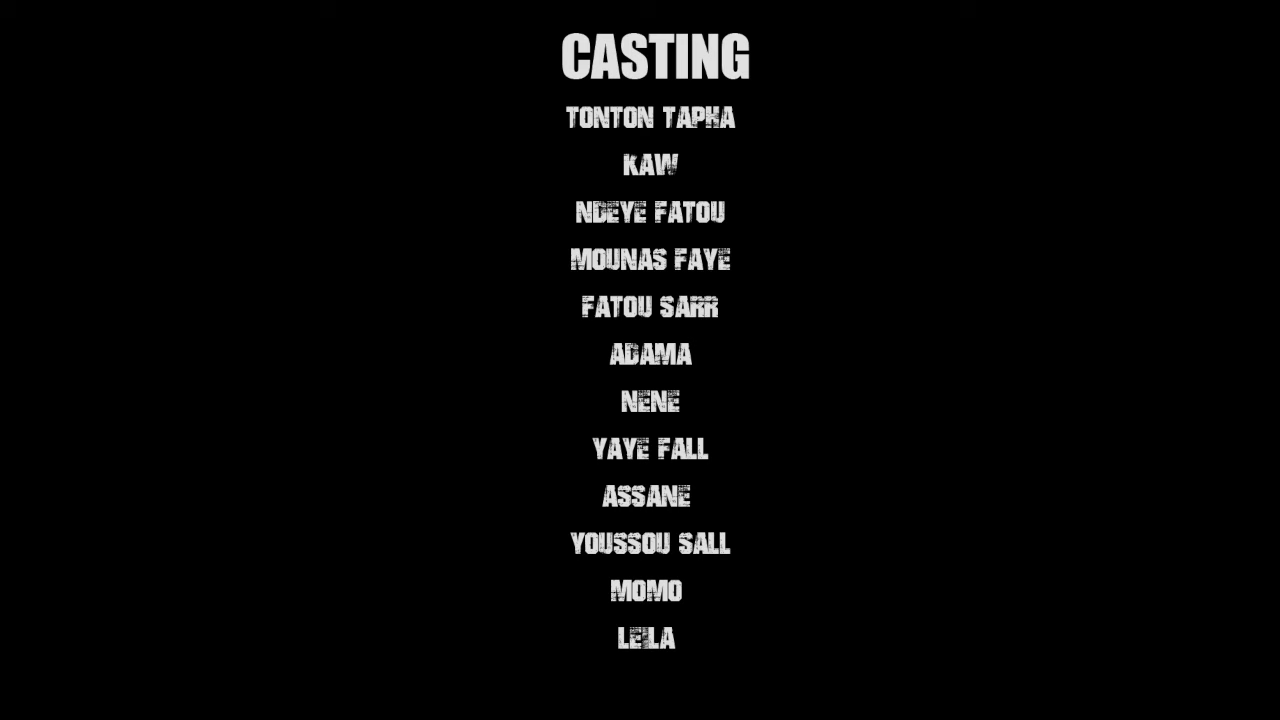 CASTING
TONTON TAPHA
KAW
NDEYE FATOU
MOUNAS FAYE
FATOU SARR
ADAMA
NENE
YAYE FALL
ASSANE
YOUSSOU SALL
MOMO
LEILA